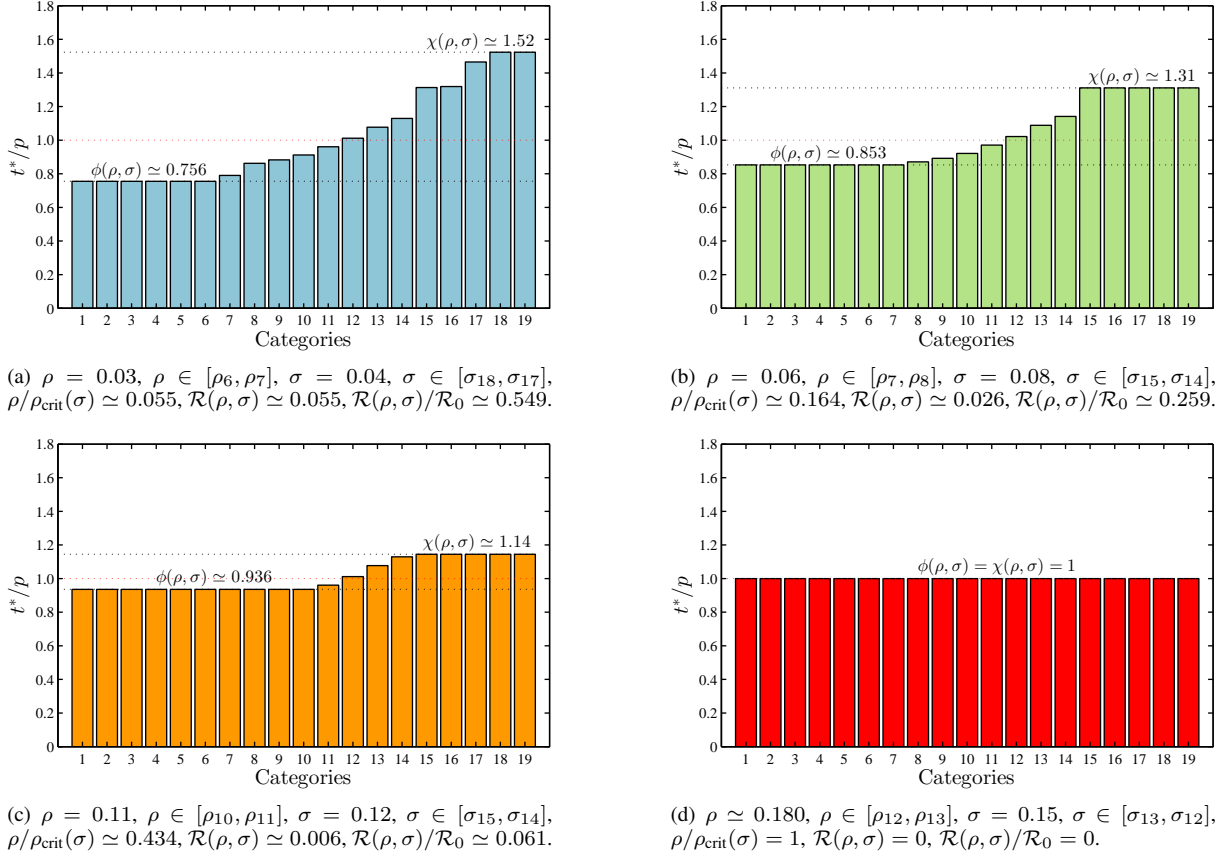 1.8
1.6
1.4
1.2
1.0
0.8
0.6
0.4
0.2
0
t*/p
χ(ρ, σ) ≃ 1.52
ϕ(ρ, σ) ≃ 0.756
1 2 3 4 5 6 7 8 9 10 11 12 13 14 15 16 17 18 19
Categories
(a) ρ = 0.03, ρ ∈ [ρ₆, ρ₇], σ = 0.04, σ ∈ [σ₁₈, σ₁₇],
ρ/ρ_crit(σ) ≃ 0.055, ℛ(ρ, σ) ≃ 0.055, ℛ(ρ, σ)/ℛ₀ ≃ 0.549.
1.8
1.6
1.4
1.2
1.0
0.8
0.6
0.4
0.2
0
t*/p
χ(ρ, σ) ≃ 1.31
ϕ(ρ, σ) ≃ 0.853
1 2 3 4 5 6 7 8 9 10 11 12 13 14 15 16 17 18 19
Categories
(b) ρ = 0.06, ρ ∈ [ρ₇, ρ₈], σ = 0.08, σ ∈ [σ₁₅, σ₁₄],
ρ/ρ_crit(σ) ≃ 0.164, ℛ(ρ, σ) ≃ 0.026, ℛ(ρ, σ)/ℛ₀ ≃ 0.259.
1.8
1.6
1.4
1.2
1.0
0.8
0.6
0.4
0.2
0
t*/p
χ(ρ, σ) ≃ 1.14
ϕ(ρ, σ) ≃ 0.936
1 2 3 4 5 6 7 8 9 10 11 12 13 14 15 16 17 18 19
Categories
(c) ρ = 0.11, ρ ∈ [ρ₁₀, ρ₁₁], σ = 0.12, σ ∈ [σ₁₅, σ₁₄],
ρ/ρ_crit(σ) ≃ 0.434, ℛ(ρ, σ) ≃ 0.006, ℛ(ρ, σ)/ℛ₀ ≃ 0.061.
1.8
1.6
1.4
1.2
1.0
0.8
0.6
0.4
0.2
0
t*/p
ϕ(ρ, σ) = χ(ρ, σ) = 1
1 2 3 4 5 6 7 8 9 10 11 12 13 14 15 16 17 18 19
Categories
(d) ρ ≃ 0.180, ρ ∈ [ρ₁₂, ρ₁₃], σ = 0.15, σ ∈ [σ₁₃, σ₁₂],
ρ/ρ_crit(σ) = 1, ℛ(ρ, σ) = 0, ℛ(ρ, σ)/ℛ₀ = 0.